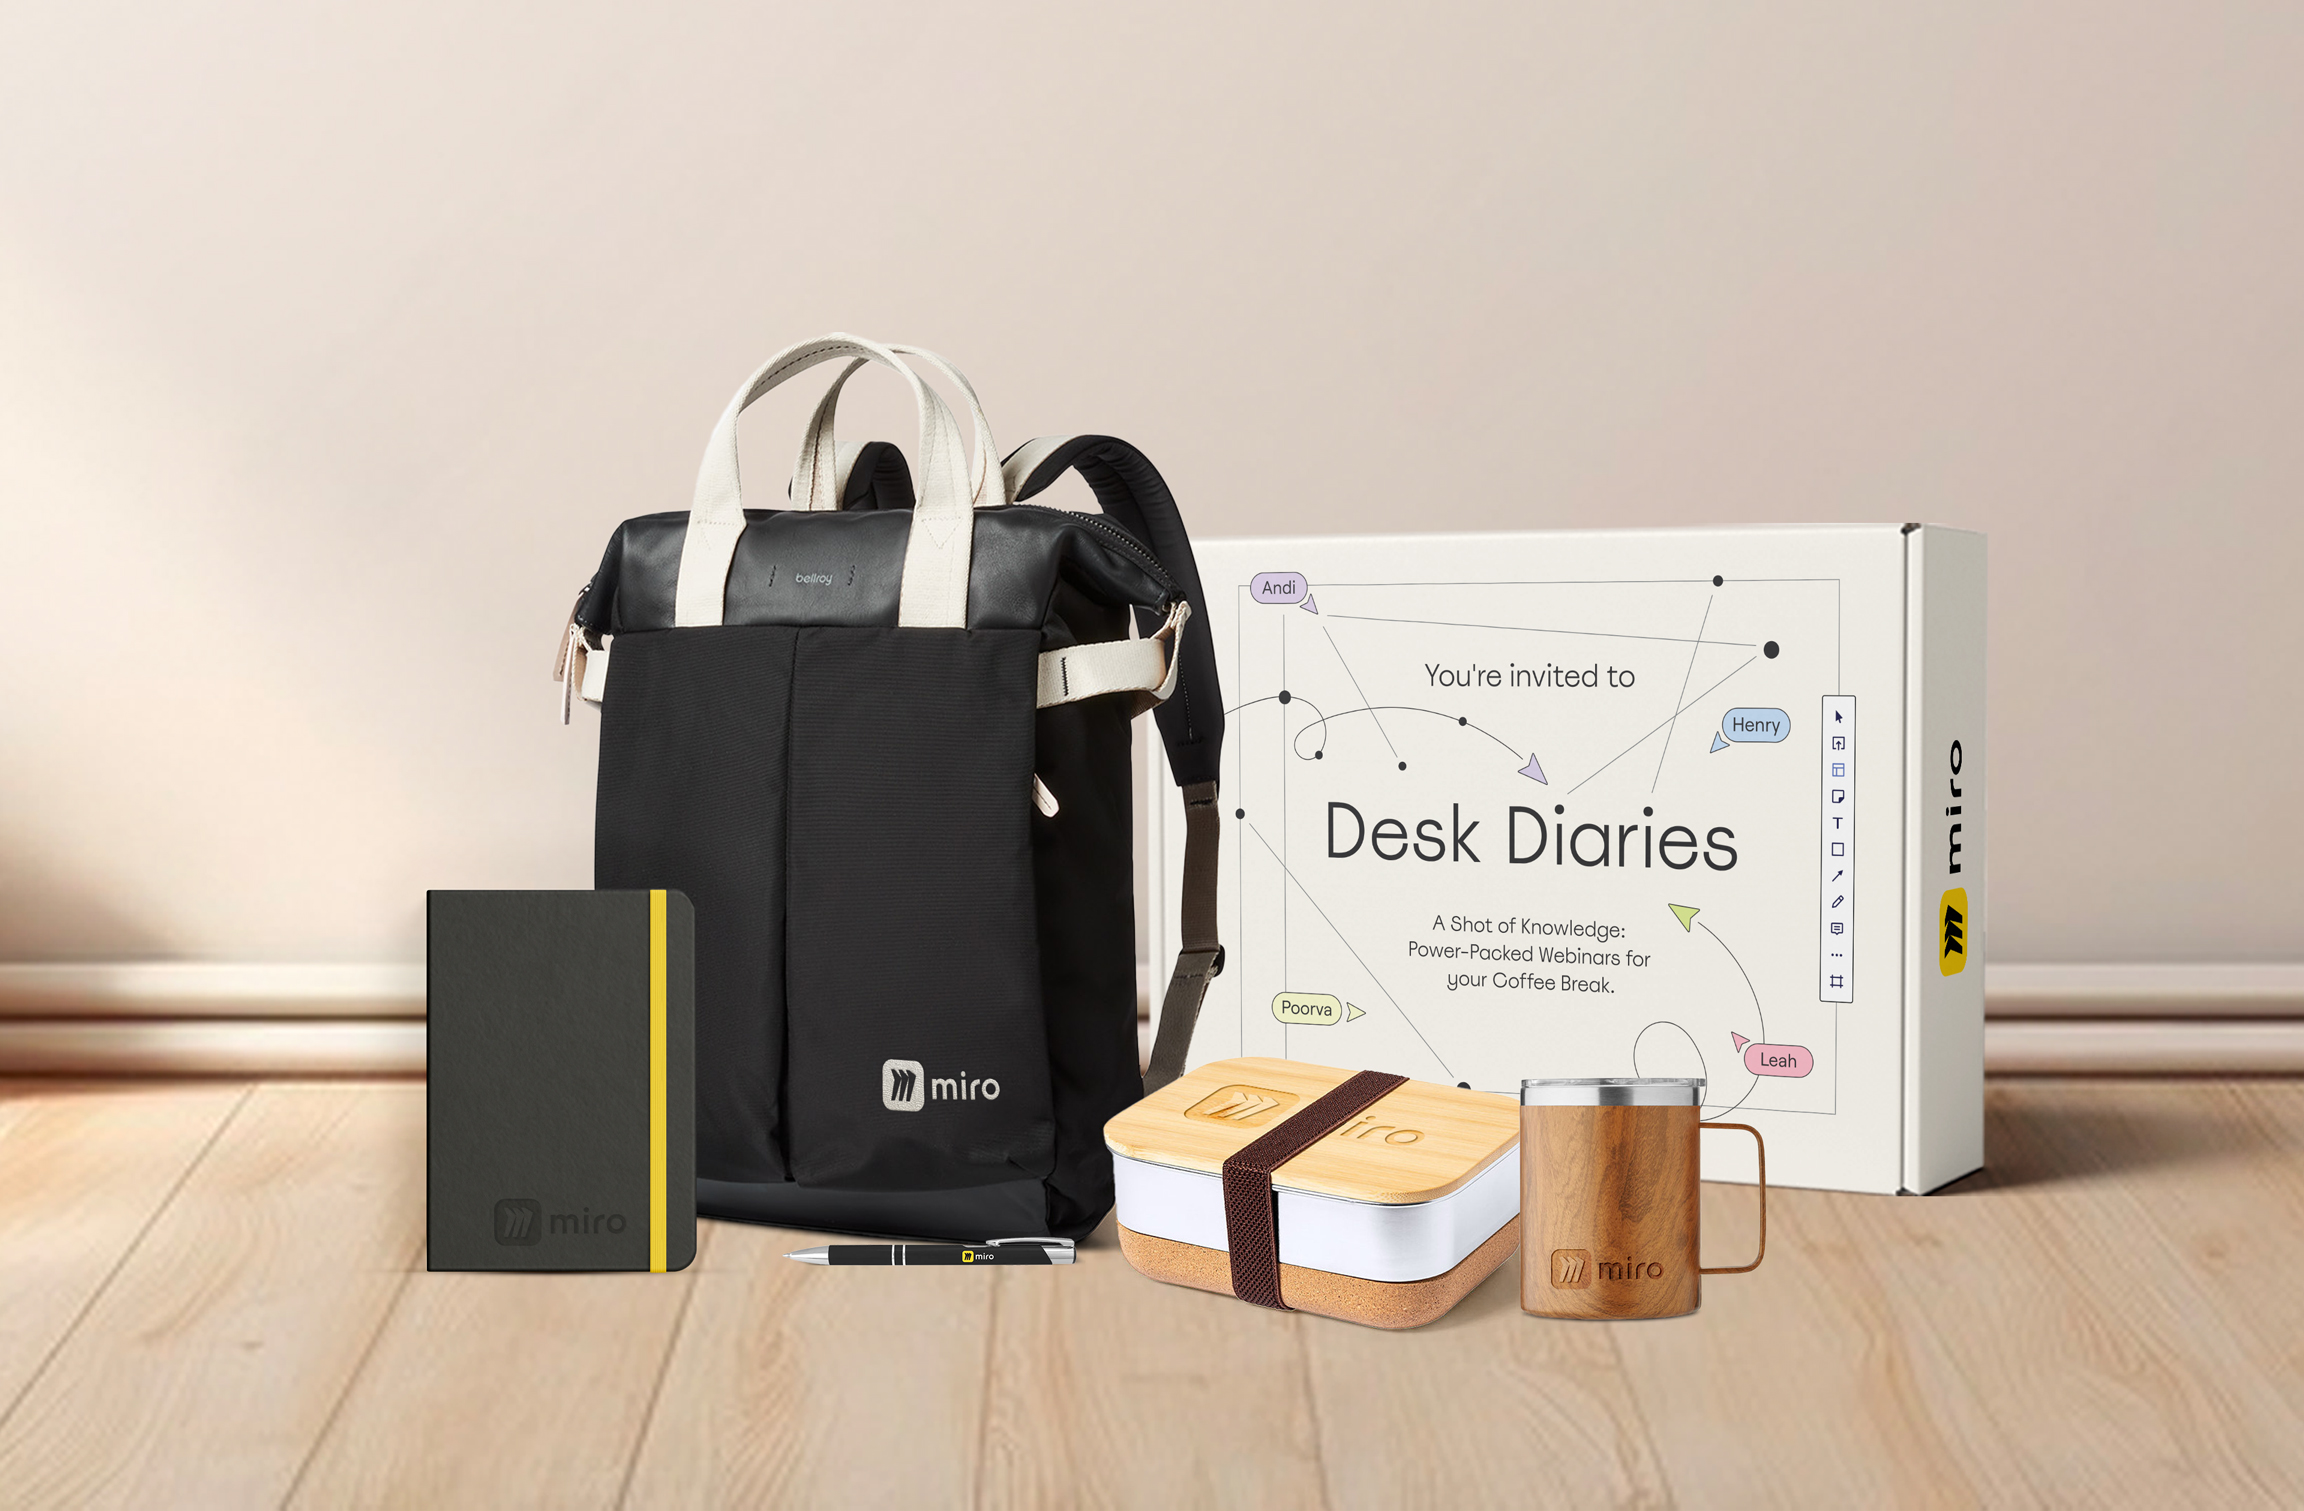 bellroy
miro
miro
miro
iro
miro
Andi
You're invited to
Henry
Desk Diaries
A Shot of Knowledge:
Power-Packed Webinars for
your Coffee Break.
Poorva
Leah
T
miro